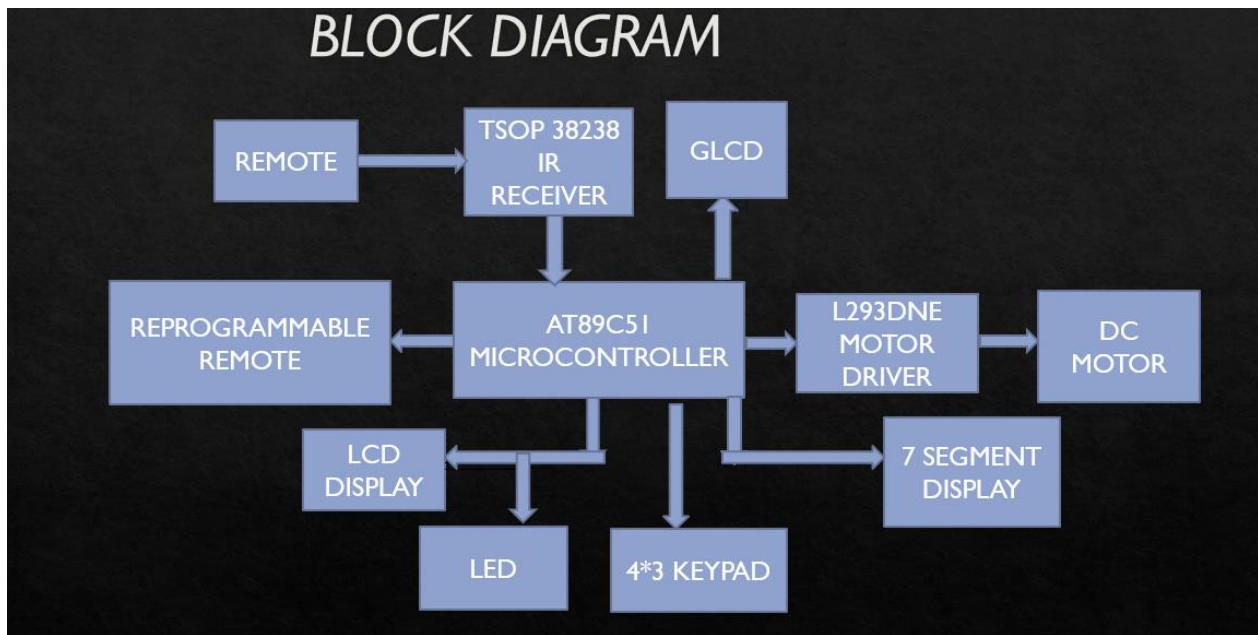 BLOCK DIAGRAM
REMOTE
TSOP 38238
IR
RECEIVER
GLCD
REPROGRAMMABLE
REMOTE
AT89C51
MICROCONTROLLER
L293DNE
MOTOR
DRIVER
DC
MOTOR
LCD
DISPLAY
7 SEGMENT
DISPLAY
LED
4*3 KEYPAD